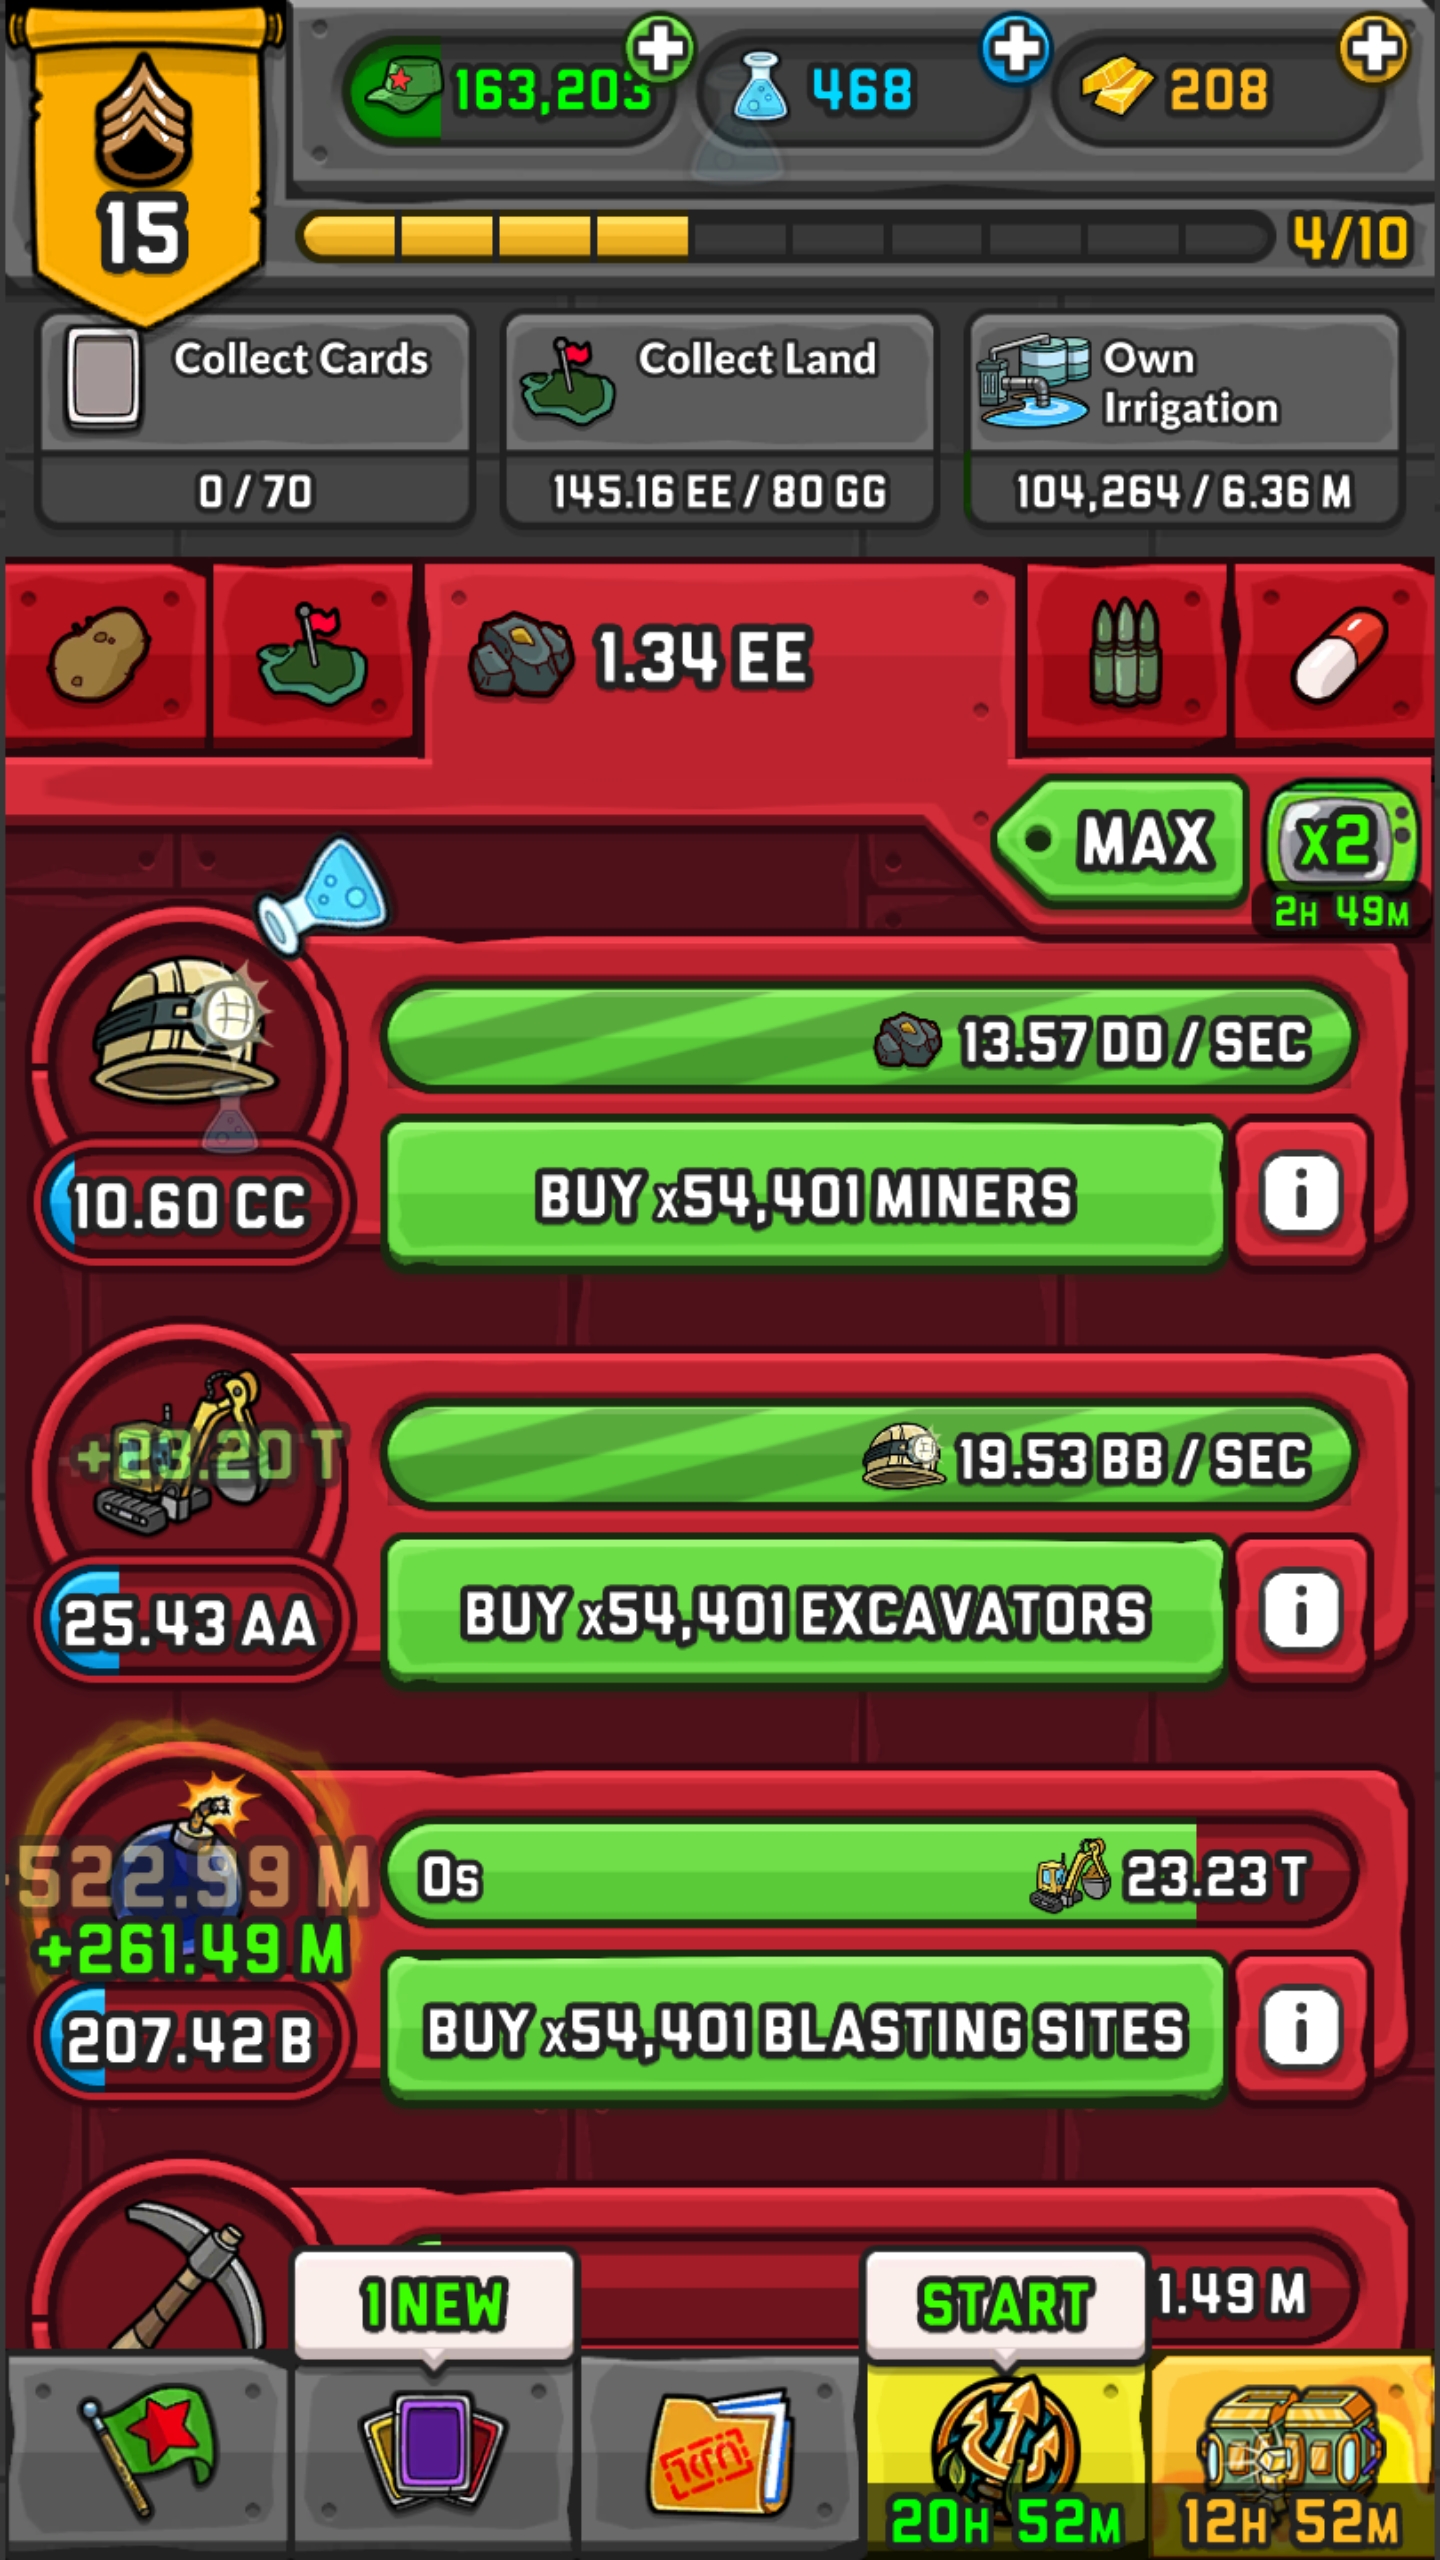 163,203
468
208
15
4/10
Collect Cards
0 / 70
Collect Land
145.16 EE / 80 GG
Own
Irrigation
104,264 / 6.36 M
1.34 EE
MAX
x2
2H 49M
13.57 DD / SEC
10.60 CC
BUY x54,401 MINERS
i
+23.20 T
19.53 BB / SEC
25.43 AA
BUY x54,401 EXCAVATORS
i
-522.99 M
+261.49 M
0s
23.23 T
207.42 B
BUY x54,401 BLASTING SITES
i
1 NEW
START
1.49 M
20H 52M
12H 52M